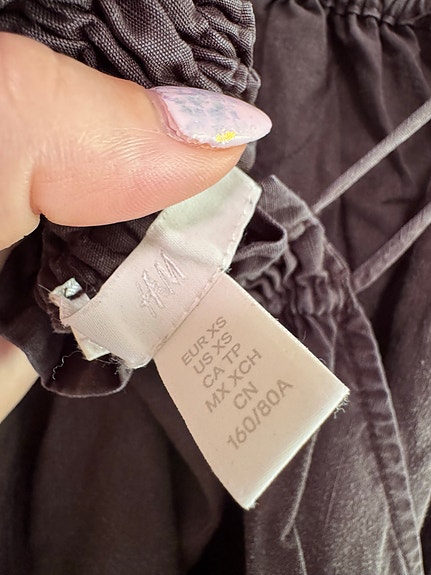 H&M
EUR XS
US XS
CA TP
MX XCH
CN
160/80A